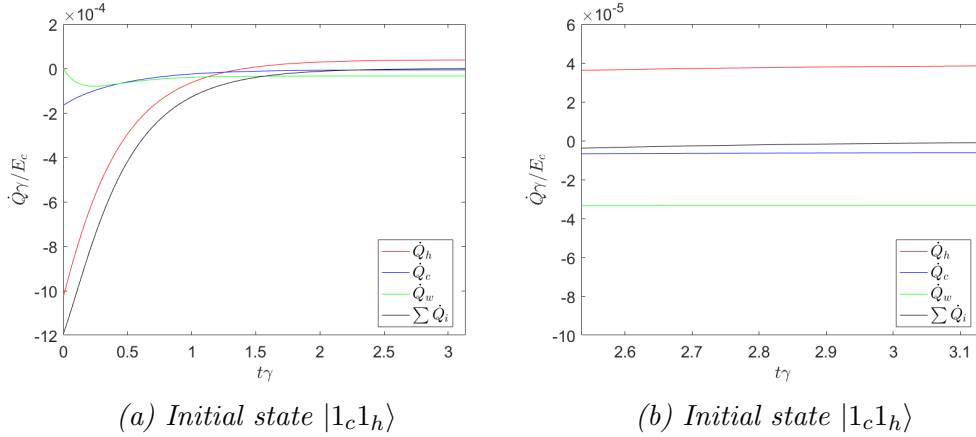 ×10⁻⁴
2
0
-2
-4
-6
-8
-10
-12
0
0.5
1
1.5
2
2.5
3
Q̇γ/E_c
tγ
Q̇_h
Q̇_c
Q̇_w
∑ Q̇_i
(a) Initial state |1_c1_h⟩
×10⁻⁵
6
4
2
0
-2
-4
-6
-8
-10
2.6
2.7
2.8
2.9
3
3.1
Q̇γ/E_c
tγ
Q̇_h
Q̇_c
Q̇_w
∑ Q̇_i
(b) Initial state |1_c1_h⟩